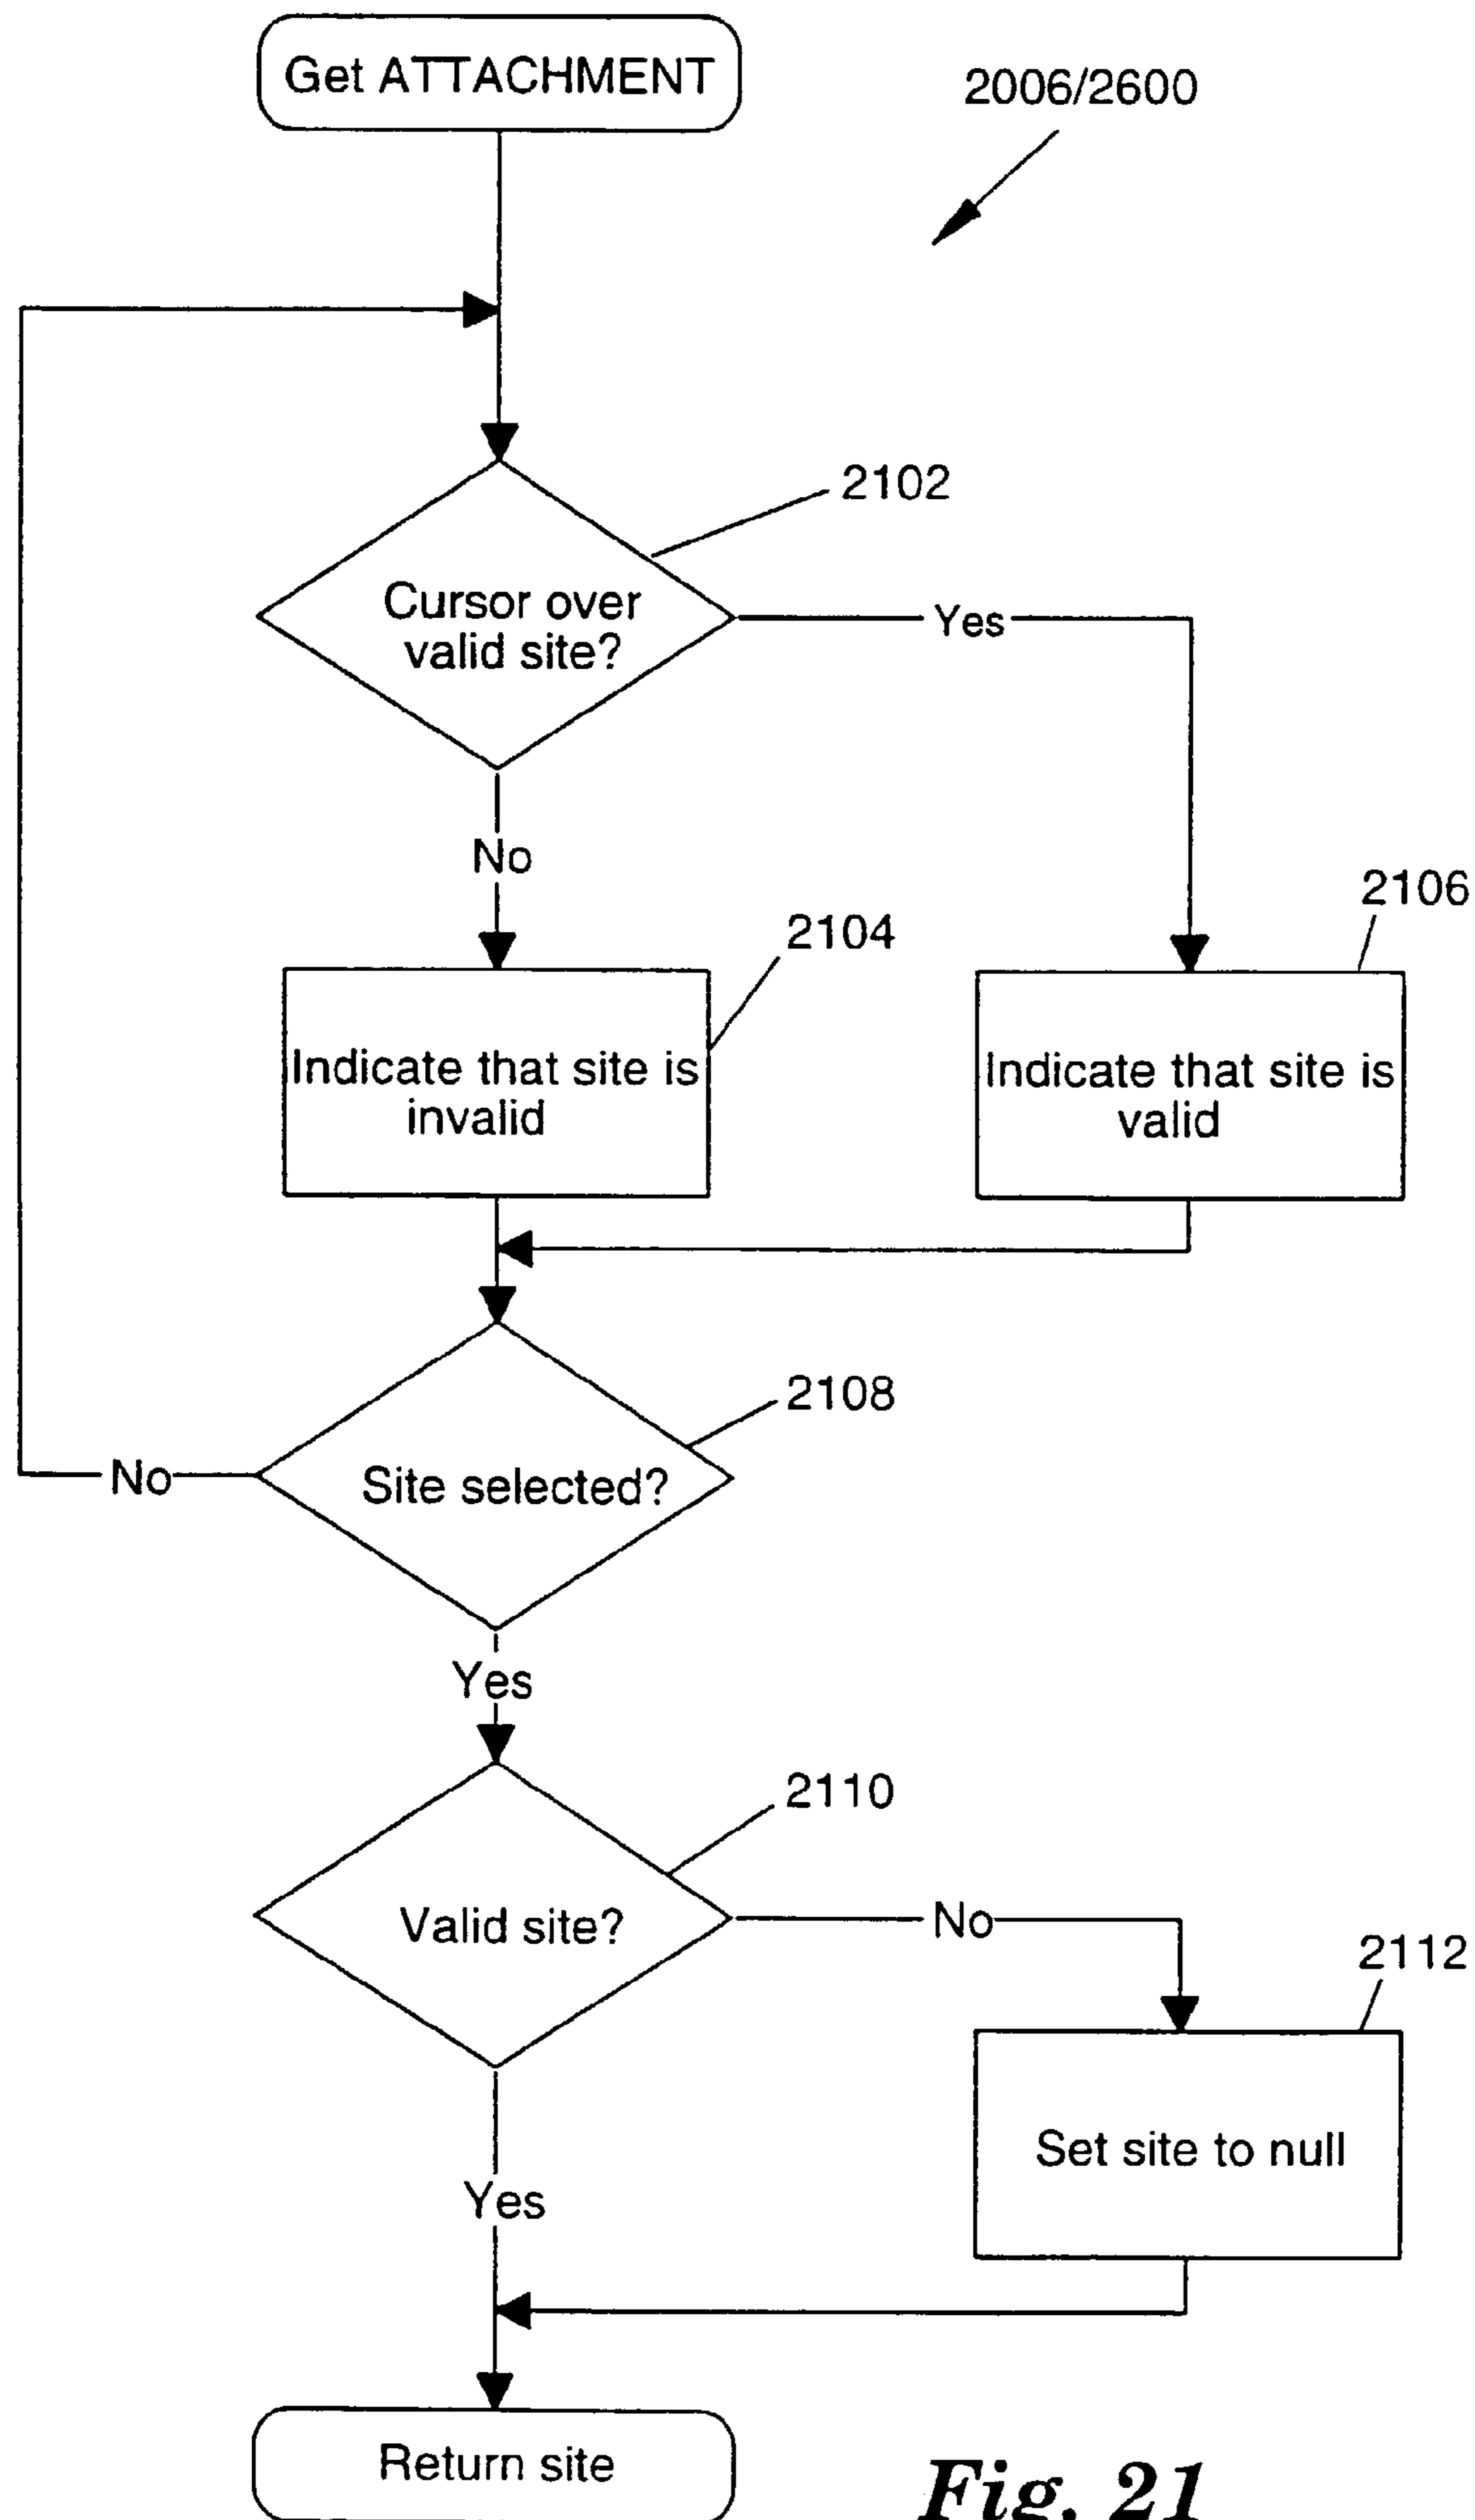 Get ATTACHMENT
2006/2600
2102
Cursor over
valid site?
Yes
No
2104
2106
Indicate that site is
invalid
Indicate that site is
valid
2108
Site selected?
No
Yes
2110
Valid site?
No
2112
Set site to null
Yes
Return site
Fig. 21